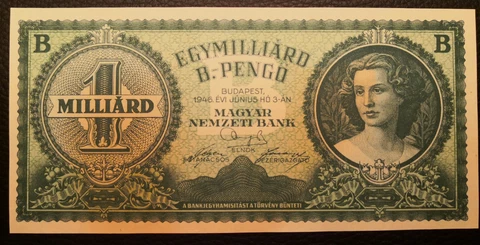 B
B
1
MILLIÁRD
EGYMILLIÁRD
B.-PENGŐ
BUDAPEST,
1946. ÉVI JÚNIUS HÓ 3-ÁN
MAGYAR
NEMZETI BANK
ELNÖK
FŐTANÁCSOS
VEZÉRIGAZGATÓ
A BANKJEGYHAMISÍTÁST A TÖRVÉNY BÜNTETI